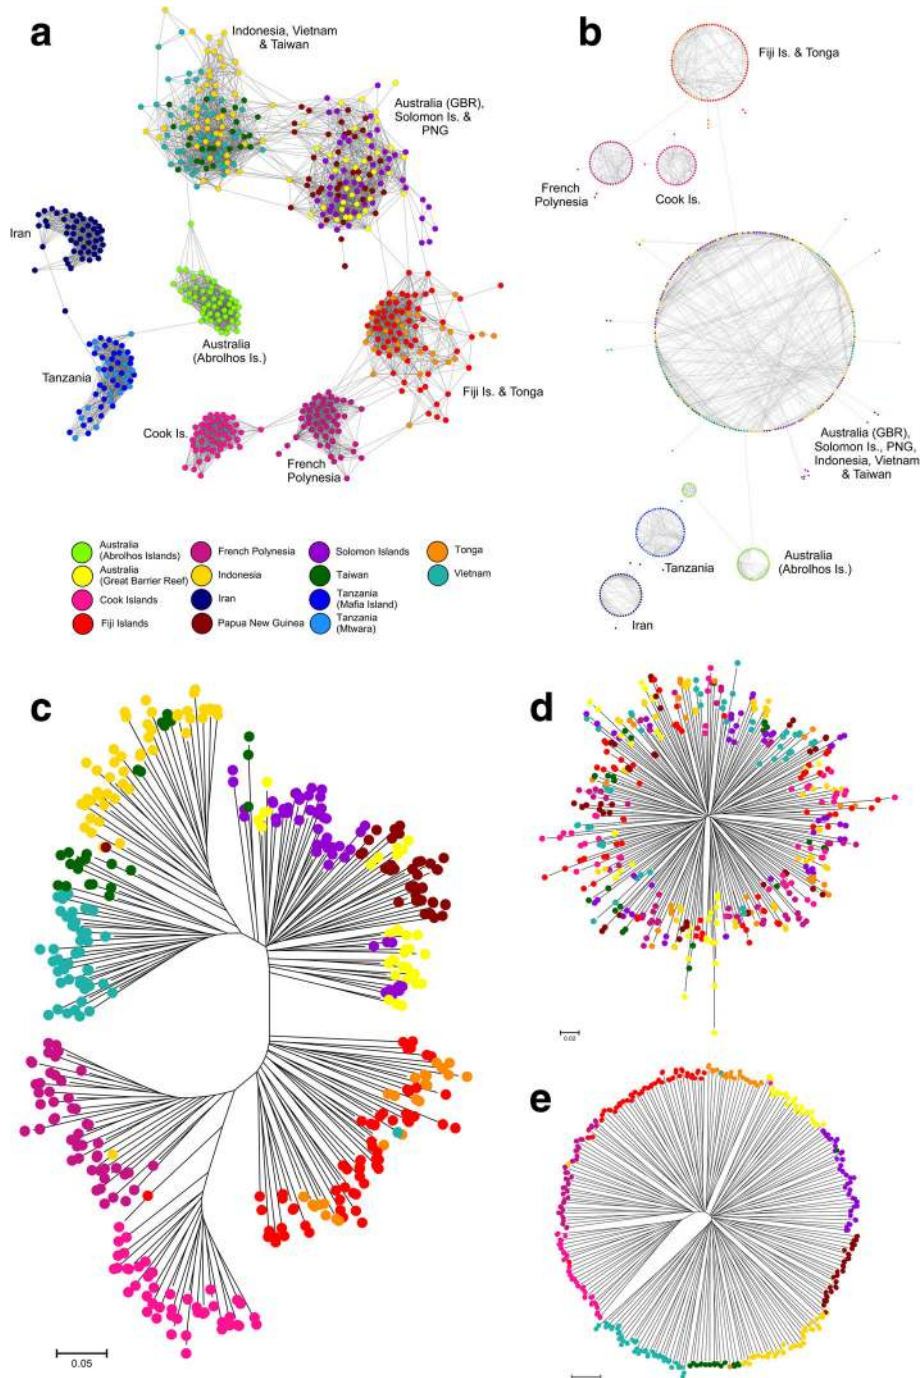 a
Indonesia, Vietnam
& Taiwan
Australia (GBR),
Solomon Is. &
PNG
Iran
Australia
(Abrolhos Is.)
Tanzania
Fiji Is. & Tonga
Cook Is.
French
Polynesia
b
Fiji Is. & Tonga
French
Polynesia
Cook Is.
Australia (GBR),
Solomon Is., PNG,
Indonesia, Vietnam
& Taiwan
Tanzania
Australia
(Abrolhos Is.)
Iran
Australia
(Abrolhos Islands)
Australia
(Great Barrier Reef)
Cook Islands
Fiji Islands
French Polynesia
Indonesia
Iran
Papua New Guinea
Solomon Islands
Taiwan
Tanzania
(Mafia Island)
Tanzania
(Mtwara)
Tonga
Vietnam
c
0.05
d
0.02
e